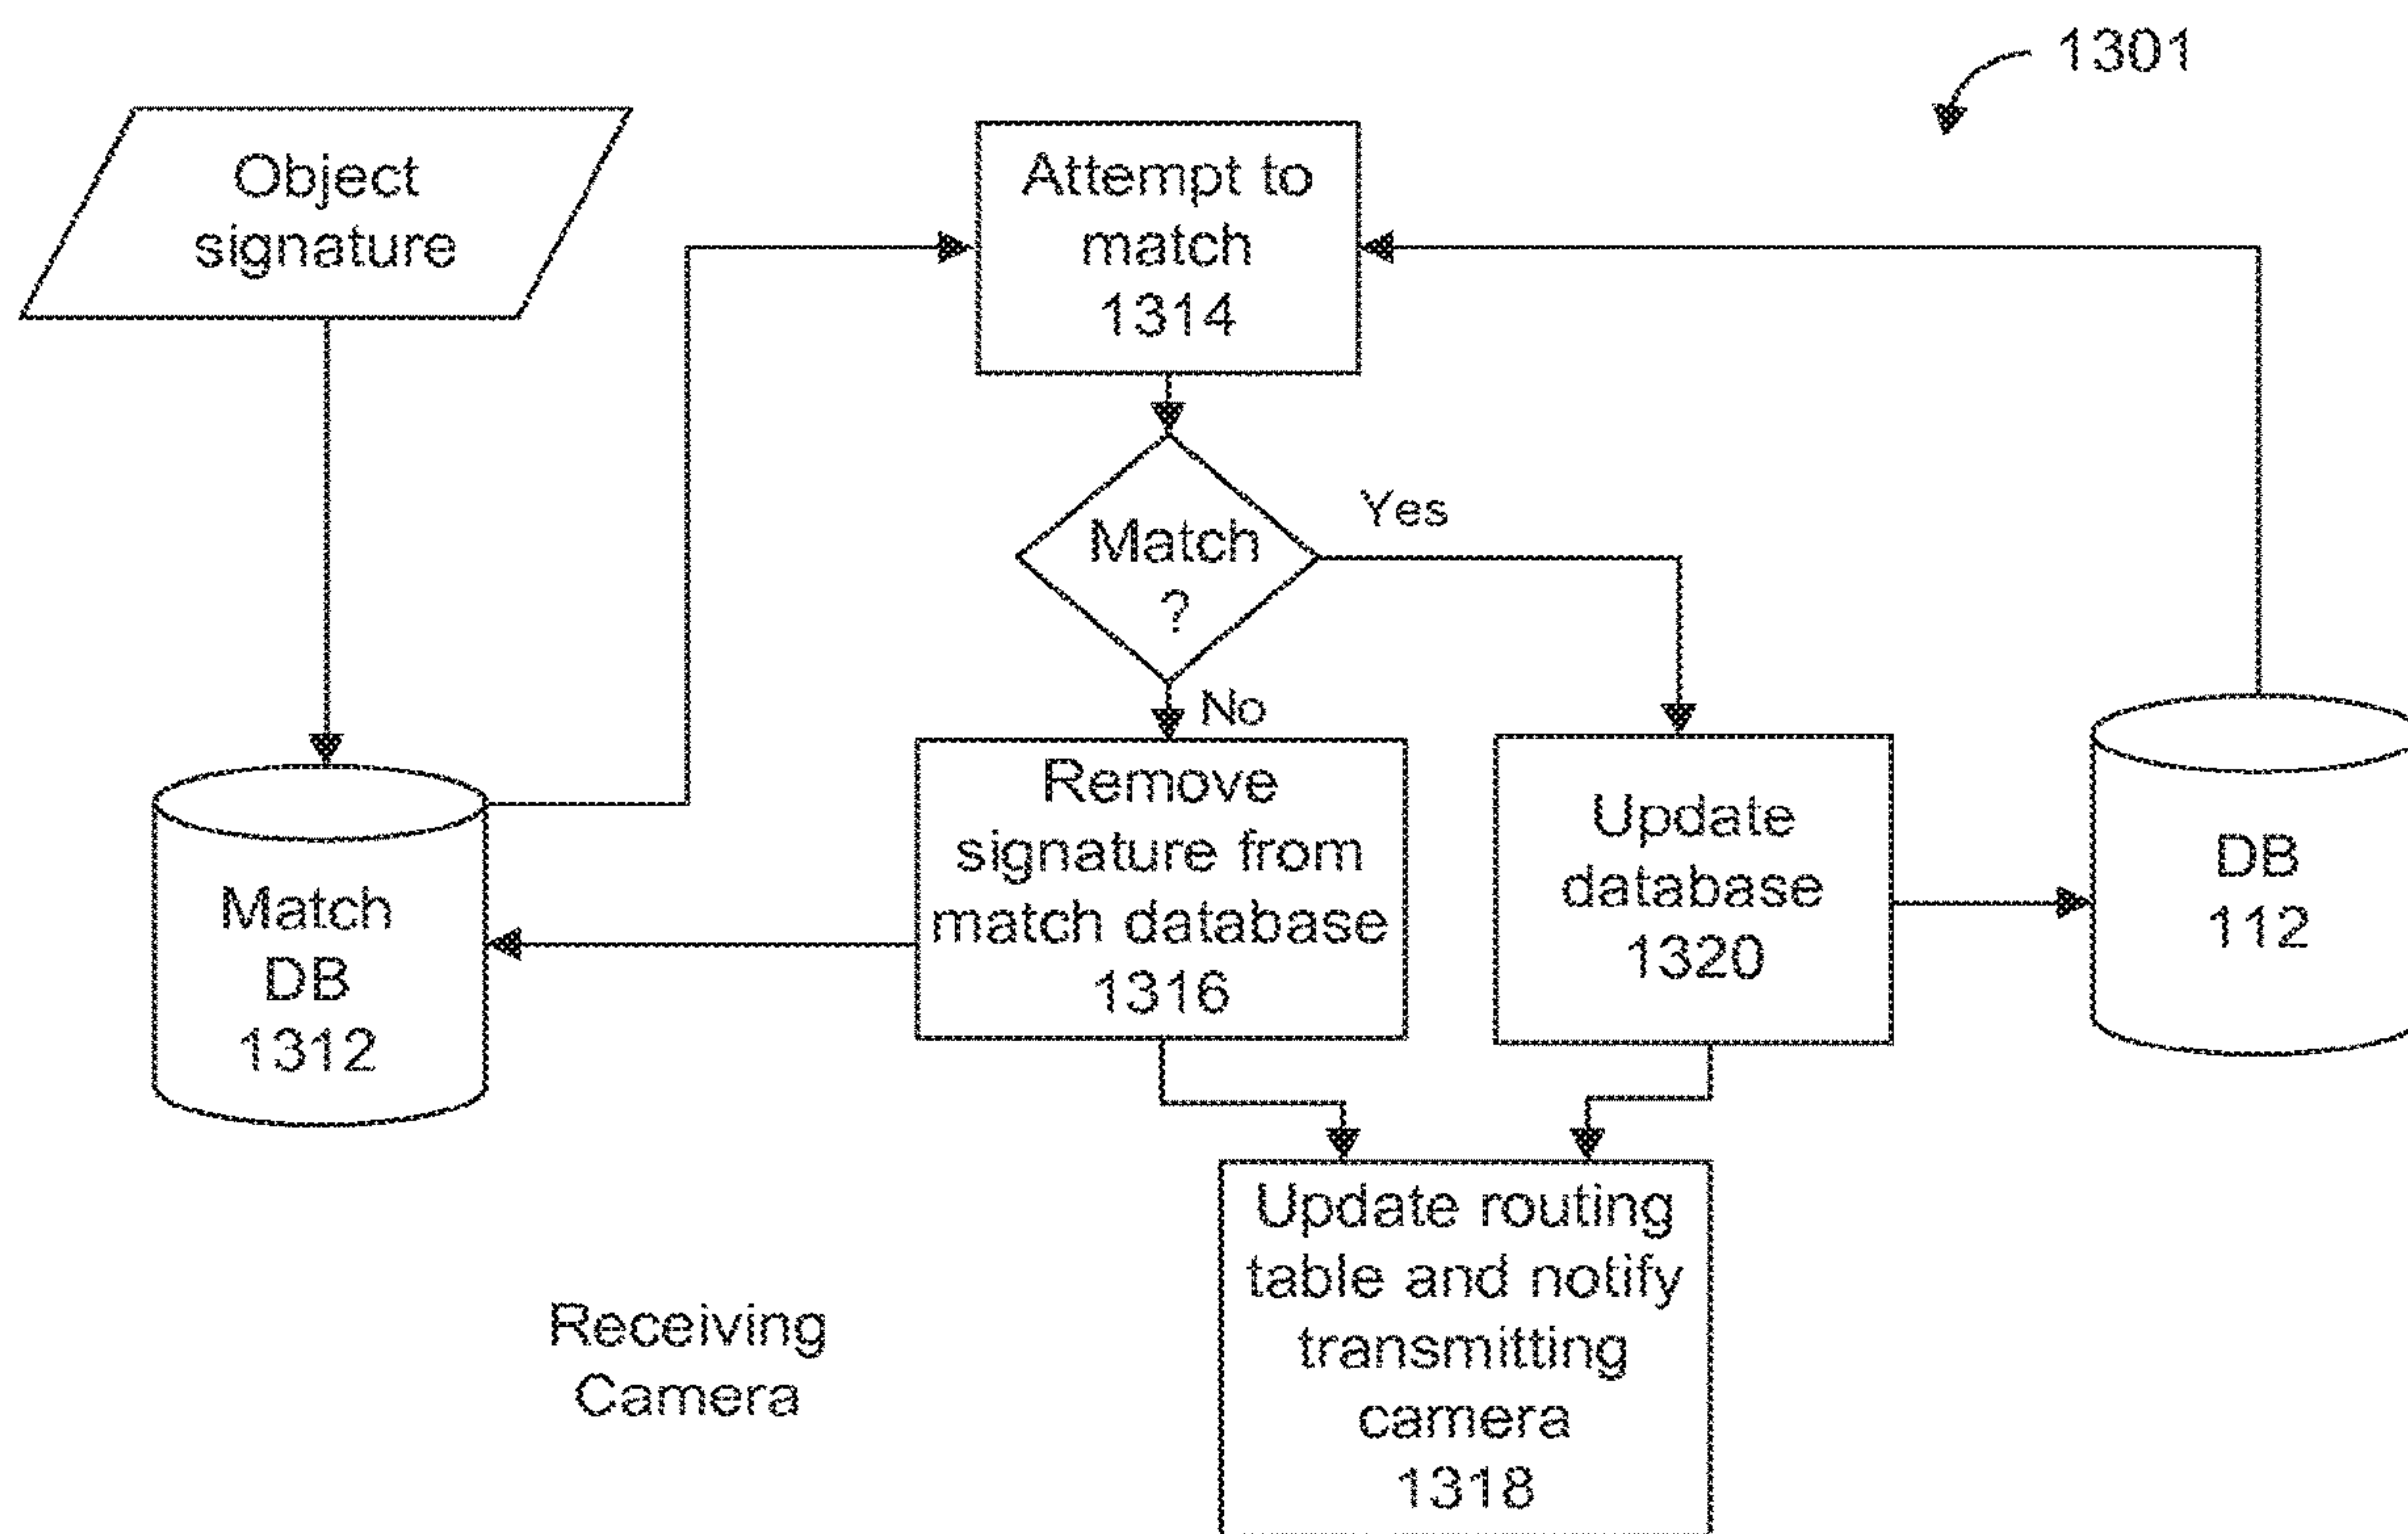 1301
Object
signature
Attempt to
match
1314
Match
?
Yes
No
Remove
signature from
match database
1316
Update
database
1320
DB
112
Match
DB
1312
Update routing
table and notify
transmitting
camera
1318
Receiving
Camera